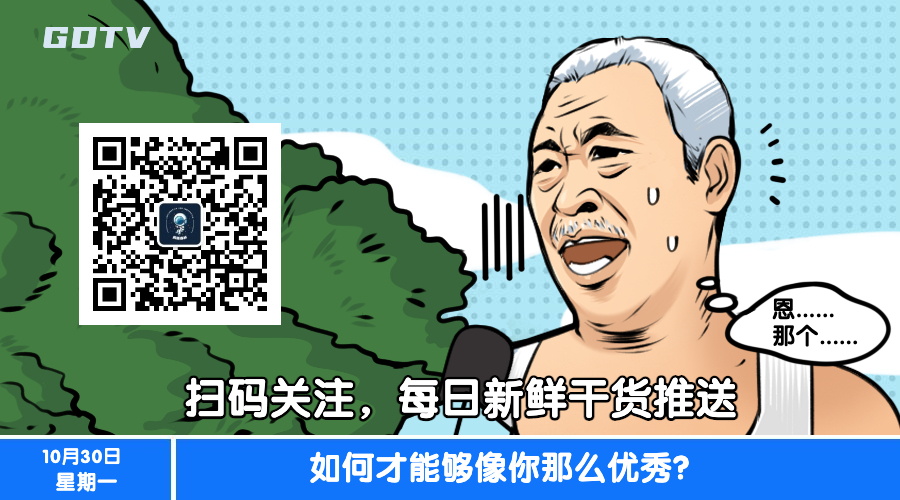 GDTV
恩……
那个……
扫码关注，每日新鲜干货推送
10月30日
星期一
如何才能够像你那么优秀?